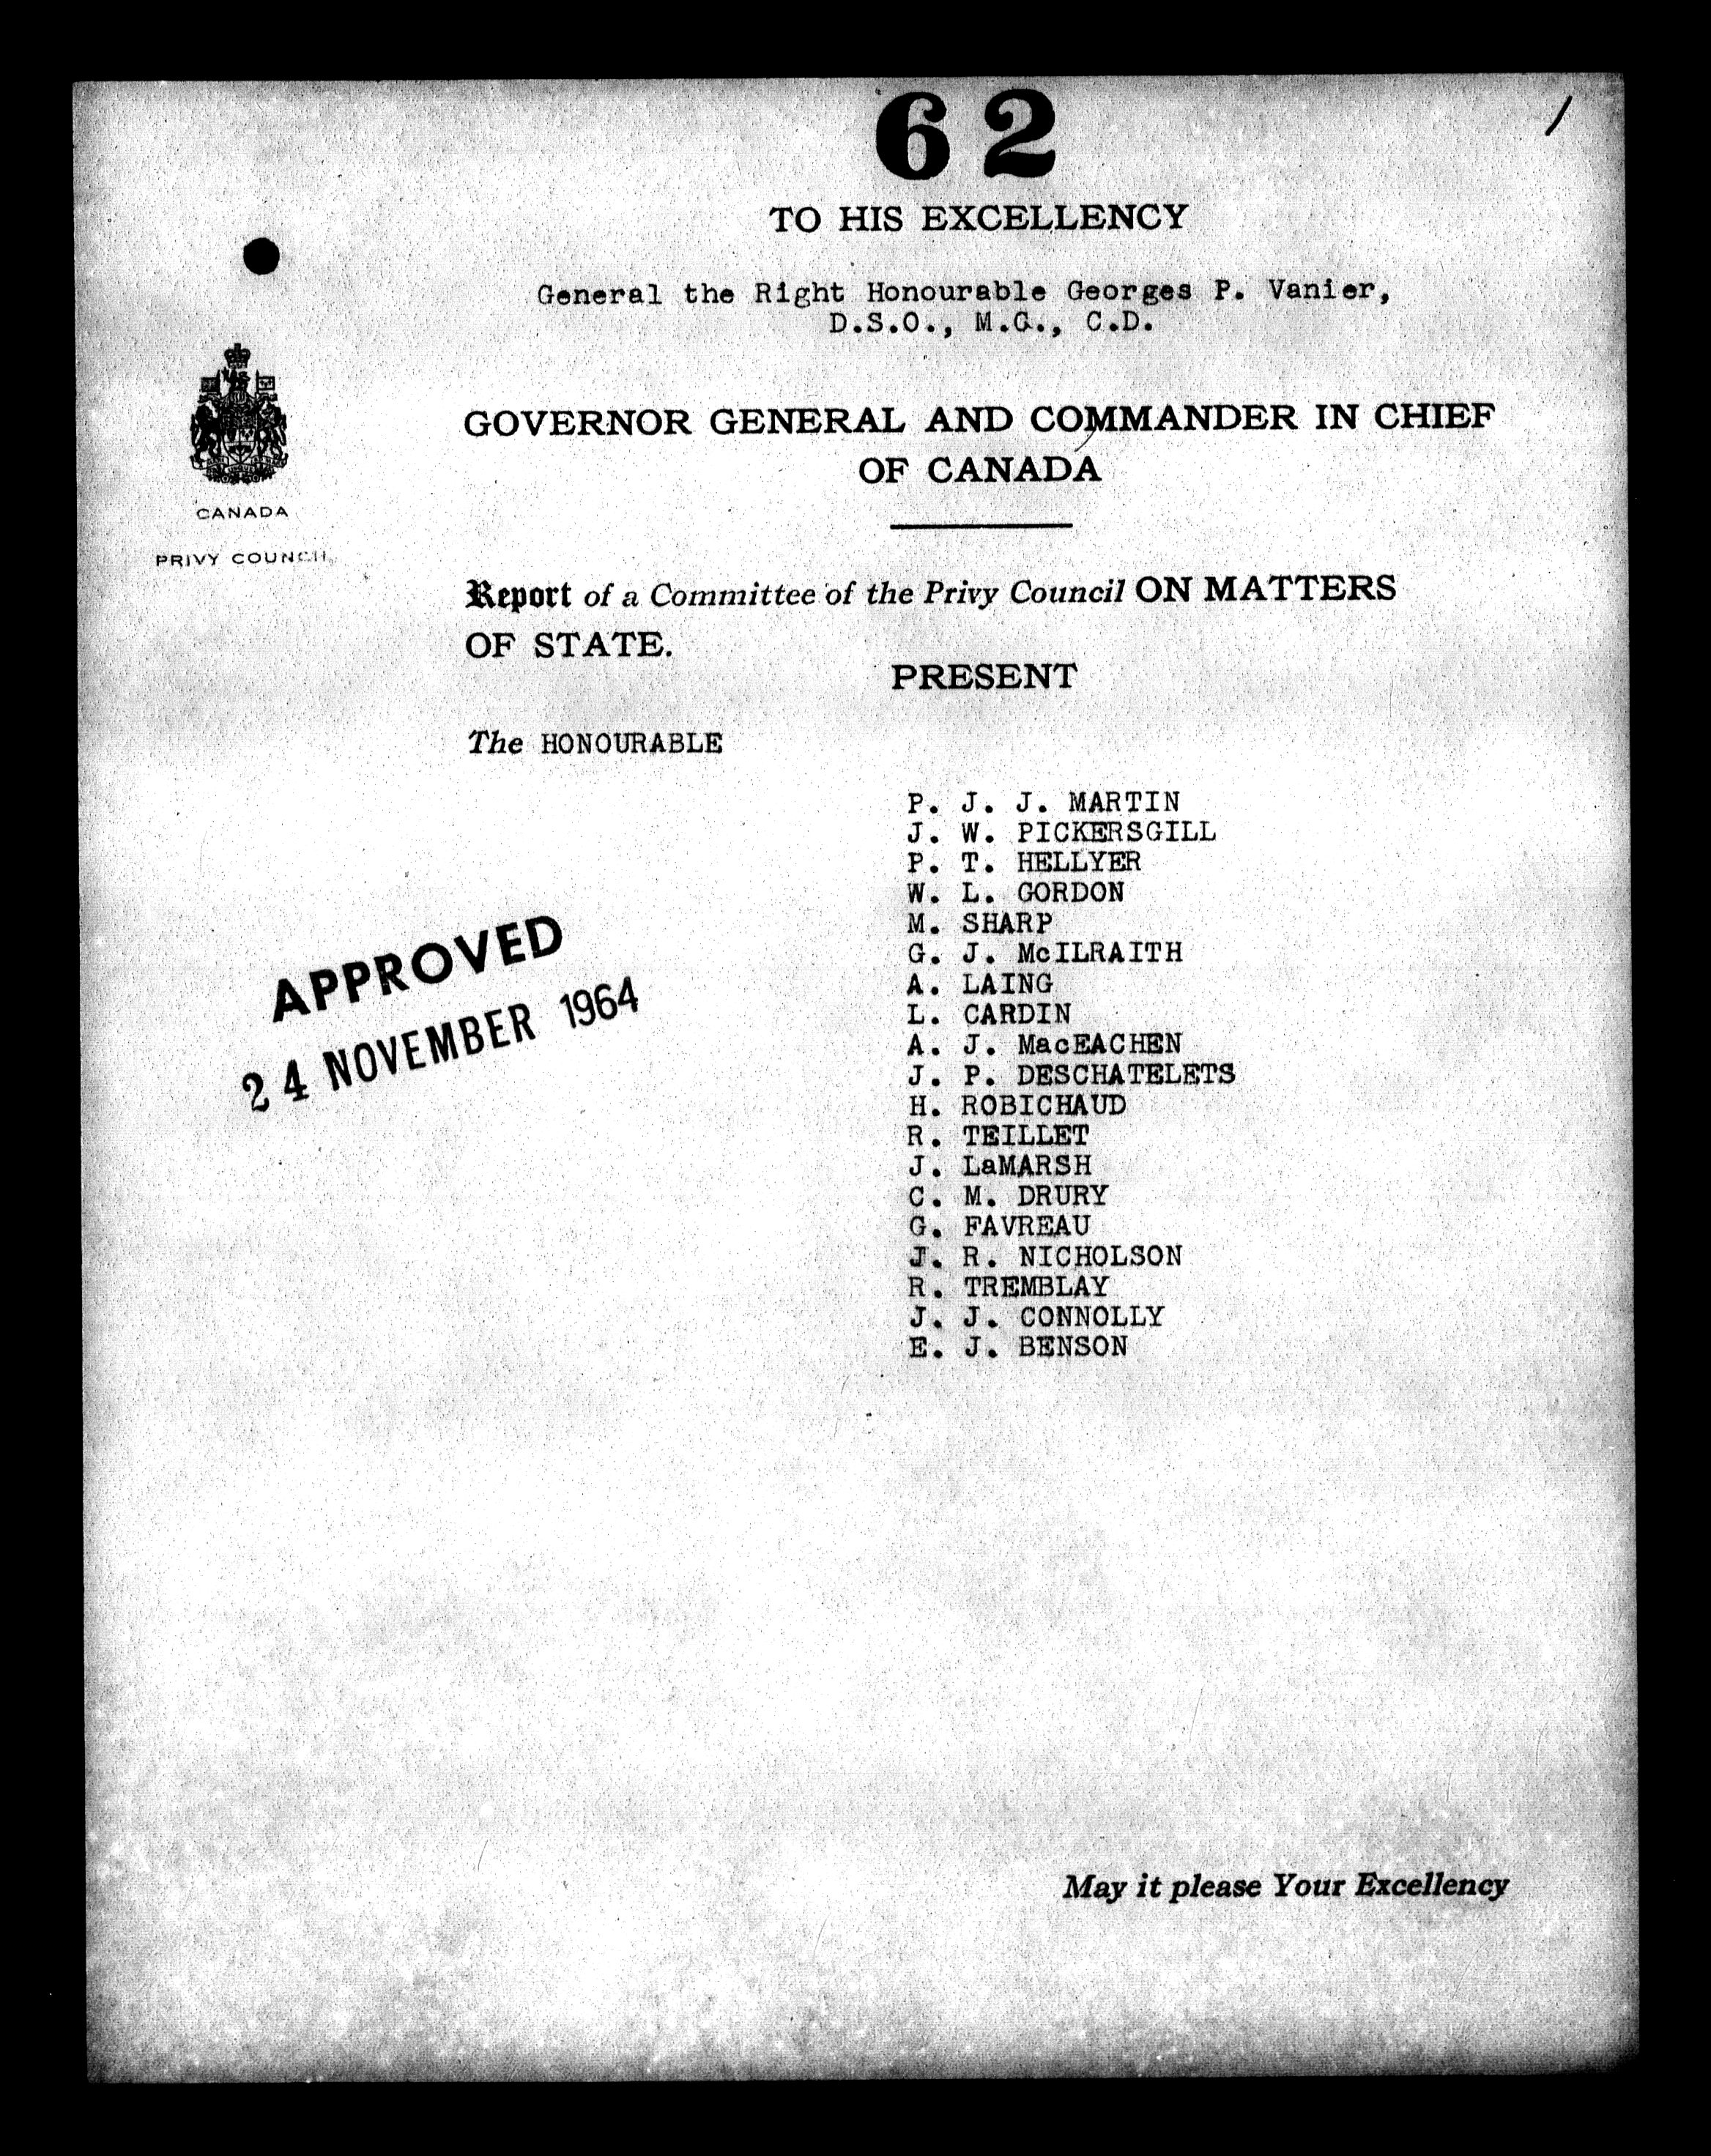 62
/
TO HIS EXCELLENCY
General the Right Honourable Georges P. Vanier,
D.S.O., M.C., C.D.
GOVERNOR GENERAL AND COMMANDER IN CHIEF
OF CANADA
CANADA
PRIVY COUNCIL
Report of a Committee of the Privy Council ON MATTERS
OF STATE.
PRESENT
The HONOURABLE
P. J. J. MARTIN
J. W. PICKERSGILL
P. T. HELLYER
W. L. GORDON
M. SHARP
G. J. McILRAITH
A. LAING
L. CARDIN
A. J. MacEACHEN
J. P. DESCHATELETS
H. ROBICHAUD
R. TEILLET
J. LaMARSH
C. M. DRURY
G. FAVREAU
J. R. NICHOLSON
R. TREMBLAY
J. J. CONNOLLY
E. J. BENSON
APPROVED
24 NOVEMBER 1964
May it please Your Excellency